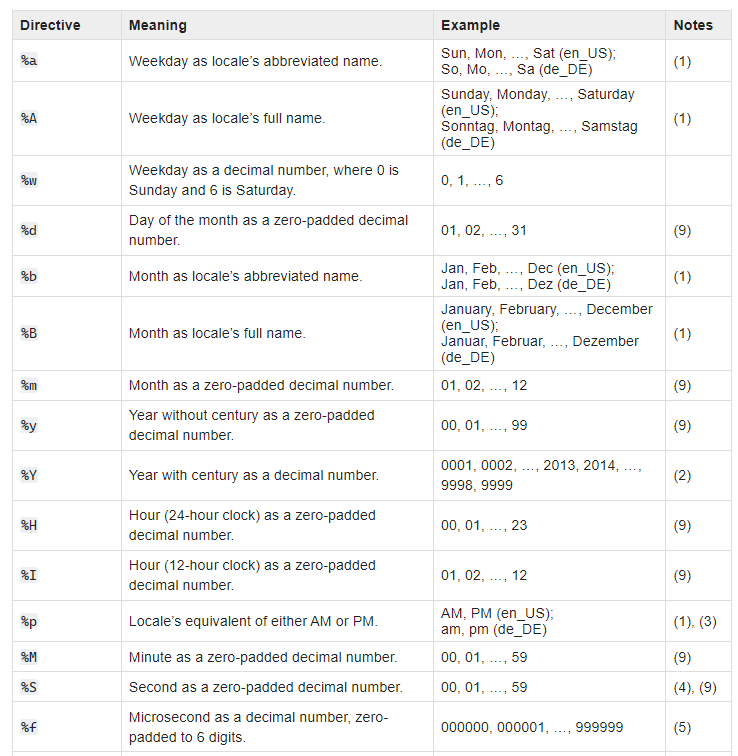 Directive Meaning Example Notes
%a Weekday as locale’s abbreviated name. Sun, Mon, …, Sat (en_US);
So, Mo, …, Sa (de_DE) (1)
%A Weekday as locale’s full name. Sunday, Monday, …, Saturday
(en_US);
Sonntag, Montag, …, Samstag
(de_DE) (1)
%w Weekday as a decimal number, where 0 is
Sunday and 6 is Saturday. 0, 1, …, 6
%d Day of the month as a zero-padded decimal
number. 01, 02, …, 31 (9)
%b Month as locale’s abbreviated name. Jan, Feb, …, Dec (en_US);
Jan, Feb, …, Dez (de_DE) (1)
%B Month as locale’s full name. January, February, …, December
(en_US);
Januar, Februar, …, Dezember
(de_DE) (1)
%m Month as a zero-padded decimal number. 01, 02, …, 12 (9)
%y Year without century as a zero-padded
decimal number. 00, 01, …, 99 (9)
%Y Year with century as a decimal number. 0001, 0002, …, 2013, 2014, …,
9998, 9999 (2)
%H Hour (24-hour clock) as a zero-padded
decimal number. 00, 01, …, 23 (9)
%I Hour (12-hour clock) as a zero-padded
decimal number. 01, 02, …, 12 (9)
%p Locale’s equivalent of either AM or PM. AM, PM (en_US);
am, pm (de_DE) (1), (3)
%M Minute as a zero-padded decimal number. 00, 01, …, 59 (9)
%S Second as a zero-padded decimal number. 00, 01, …, 59 (4), (9)
%f Microsecond as a decimal number, zero-
padded to 6 digits. 000000, 000001, …, 999999 (5)